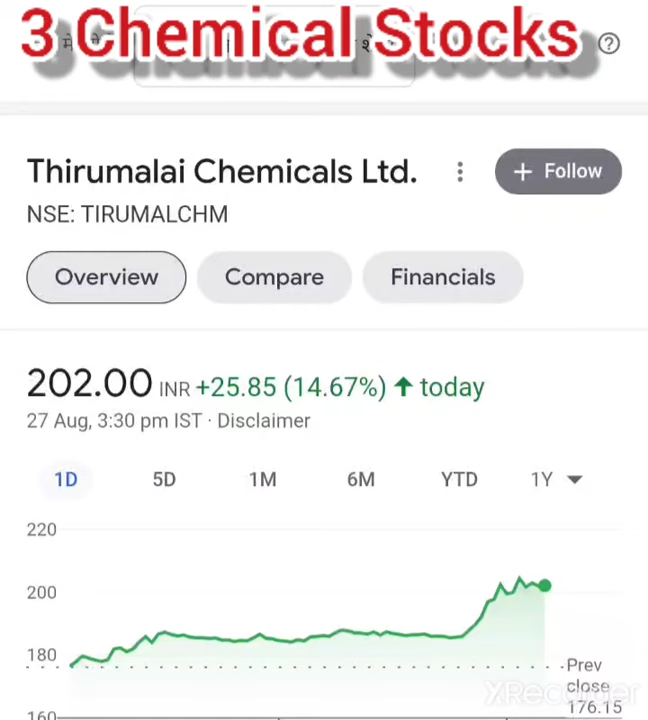 3 Chemical Stocks
Thirumalai Chemicals Ltd.
+ Follow
NSE: TIRUMALCHM
Overview
Compare
Financials
202.00 INR +25.85 (14.67%) ↑ today
27 Aug, 3:30 pm IST · Disclaimer
1D 5D 1M 6M YTD 1Y
220
200
180
Prev
close
176.15
160
XRecorder